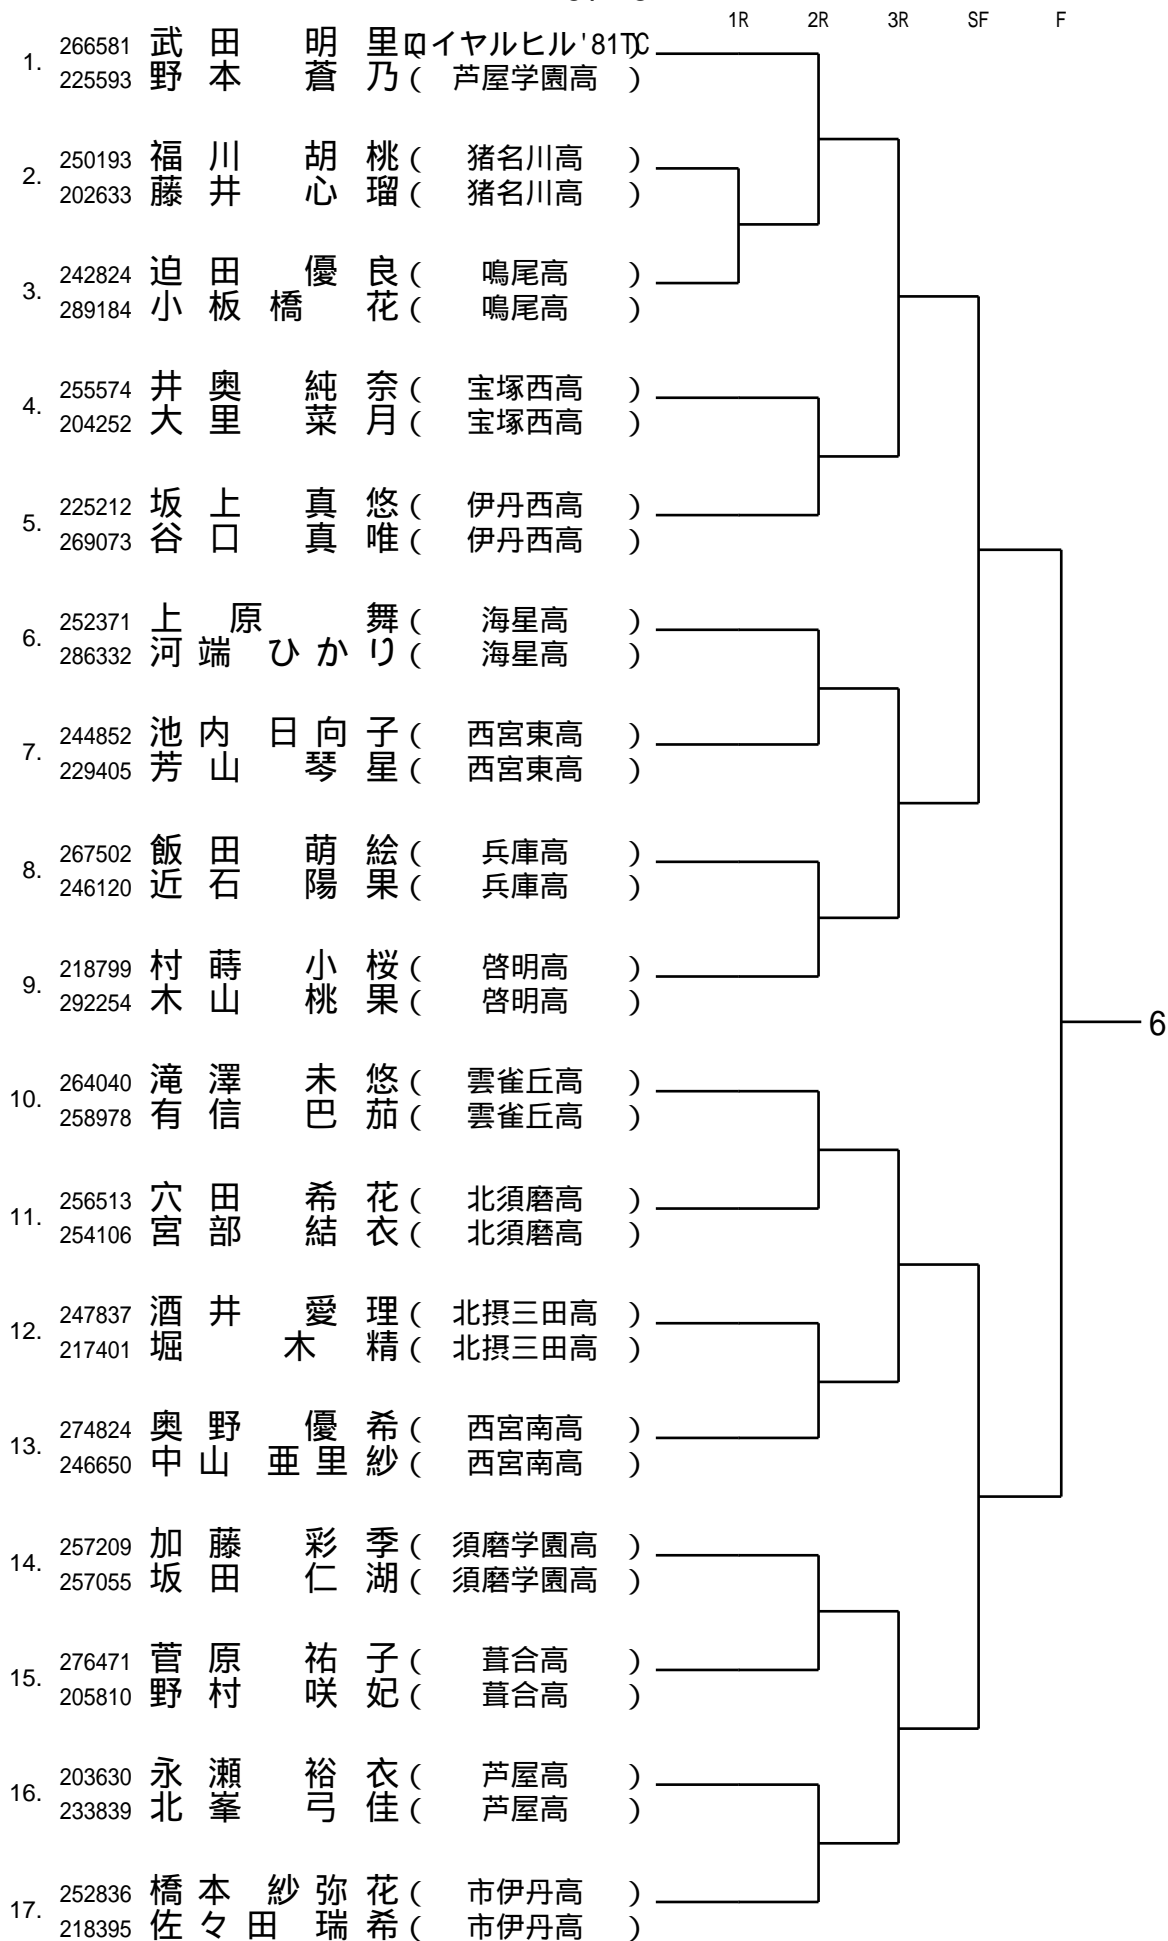 1R 2R 3R SF F
1. 266581 武田 明里 (ロイヤルヒル'81TC)
225593 野本 蒼乃 ( 芦屋学園高 )
2. 250193 福川 胡桃 ( 猪名川高 )
202633 藤井 心瑠 ( 猪名川高 )
3. 242824 迫田 優良 ( 鳴尾高 )
289184 小板橋 花 ( 鳴尾高 )
4. 255574 井奥 純奈 ( 宝塚西高 )
204252 大里 菜月 ( 宝塚西高 )
5. 225212 坂上 真悠 ( 伊丹西高 )
269073 谷口 真唯 ( 伊丹西高 )
6. 252371 上原 舞 ( 海星高 )
286332 河端 ひかり ( 海星高 )
7. 244852 池内 日向子 ( 西宮東高 )
229405 芳山 琴星 ( 西宮東高 )
8. 267502 飯田 萌絵 ( 兵庫高 )
246120 近石 陽果 ( 兵庫高 )
9. 218799 村蒔 小桜 ( 啓明高 )
292254 木山 桃果 ( 啓明高 )
6
10. 264040 滝澤 未悠 ( 雲雀丘高 )
258978 有信 巴茄 ( 雲雀丘高 )
11. 256513 穴田 希花 ( 北須磨高 )
254106 宮部 結衣 ( 北須磨高 )
12. 247837 酒井 愛理 ( 北摂三田高 )
217401 堀 木精 ( 北摂三田高 )
13. 274824 奥野 優希 ( 西宮南高 )
246650 中山 亜里紗 ( 西宮南高 )
14. 257209 加藤 彩季 ( 須磨学園高 )
257055 坂田 仁湖 ( 須磨学園高 )
15. 276471 菅原 祐子 ( 葺合高 )
205810 野村 咲妃 ( 葺合高 )
16. 203630 永瀬 裕衣 ( 芦屋高 )
233839 北峯 弓佳 ( 芦屋高 )
17. 252836 橋本 紗弥花 ( 市伊丹高 )
218395 佐々田 瑞希 ( 市伊丹高 )